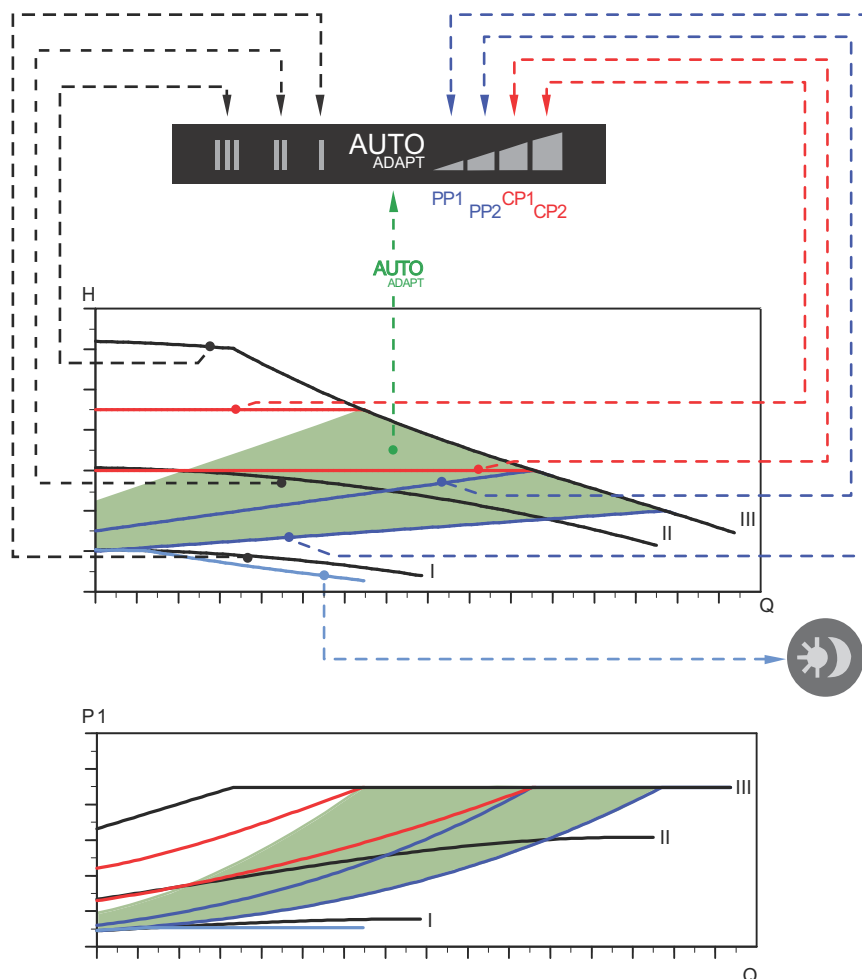 III II I AUTO
ADAPT
PP1 PP2 CP1 CP2
AUTO
ADAPT
H
III
II
I
Q
P1
III
II
I
Q